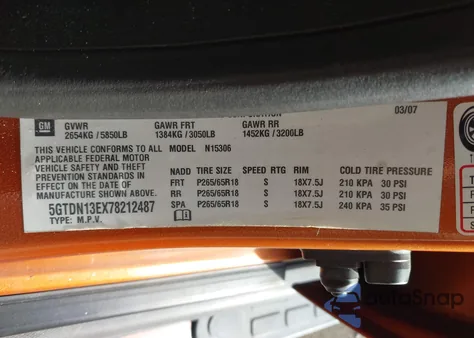 03/07
GM
GVWR GAWR FRT GAWR RR
2654KG / 5850LB 1384KG / 3050LB 1452KG / 3200LB
THIS VEHICLE CONFORMS TO ALL MODEL N15306
APPLICABLE FEDERAL MOTOR
VEHICLE SAFETY AND THEFT
PREVENTION STANDARDS
IN EFFECT ON THE DATE OF
MANUFACTURE SHOWN ABOVE.
5GTDN13EX78212487
TYPE: M.P.V.
NADT TIRE SIZE SPEED RTG RIM COLD TIRE PRESSURE
FRT P265/65R18 S 18X7.5J 210 KPA 30 PSI
RR P265/65R18 S 18X7.5J 210 KPA 30 PSI
SPA P265/65R18 S 18X7.5J 240 KPA 35 PSI
AutoSnap